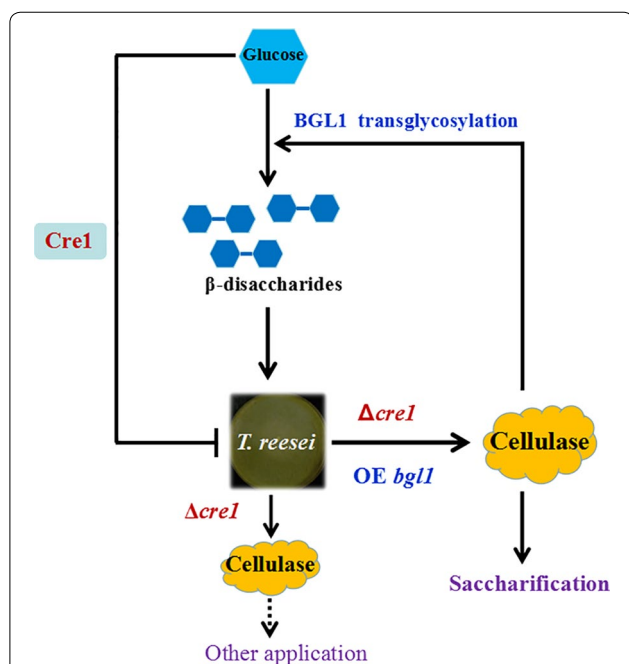 Glucose
BGL1 transglycosylation
Cre1
β-disaccharides
T. reesei
Δcre1
OE bgl1
Cellulase
Δcre1
Cellulase
Saccharification
Other application